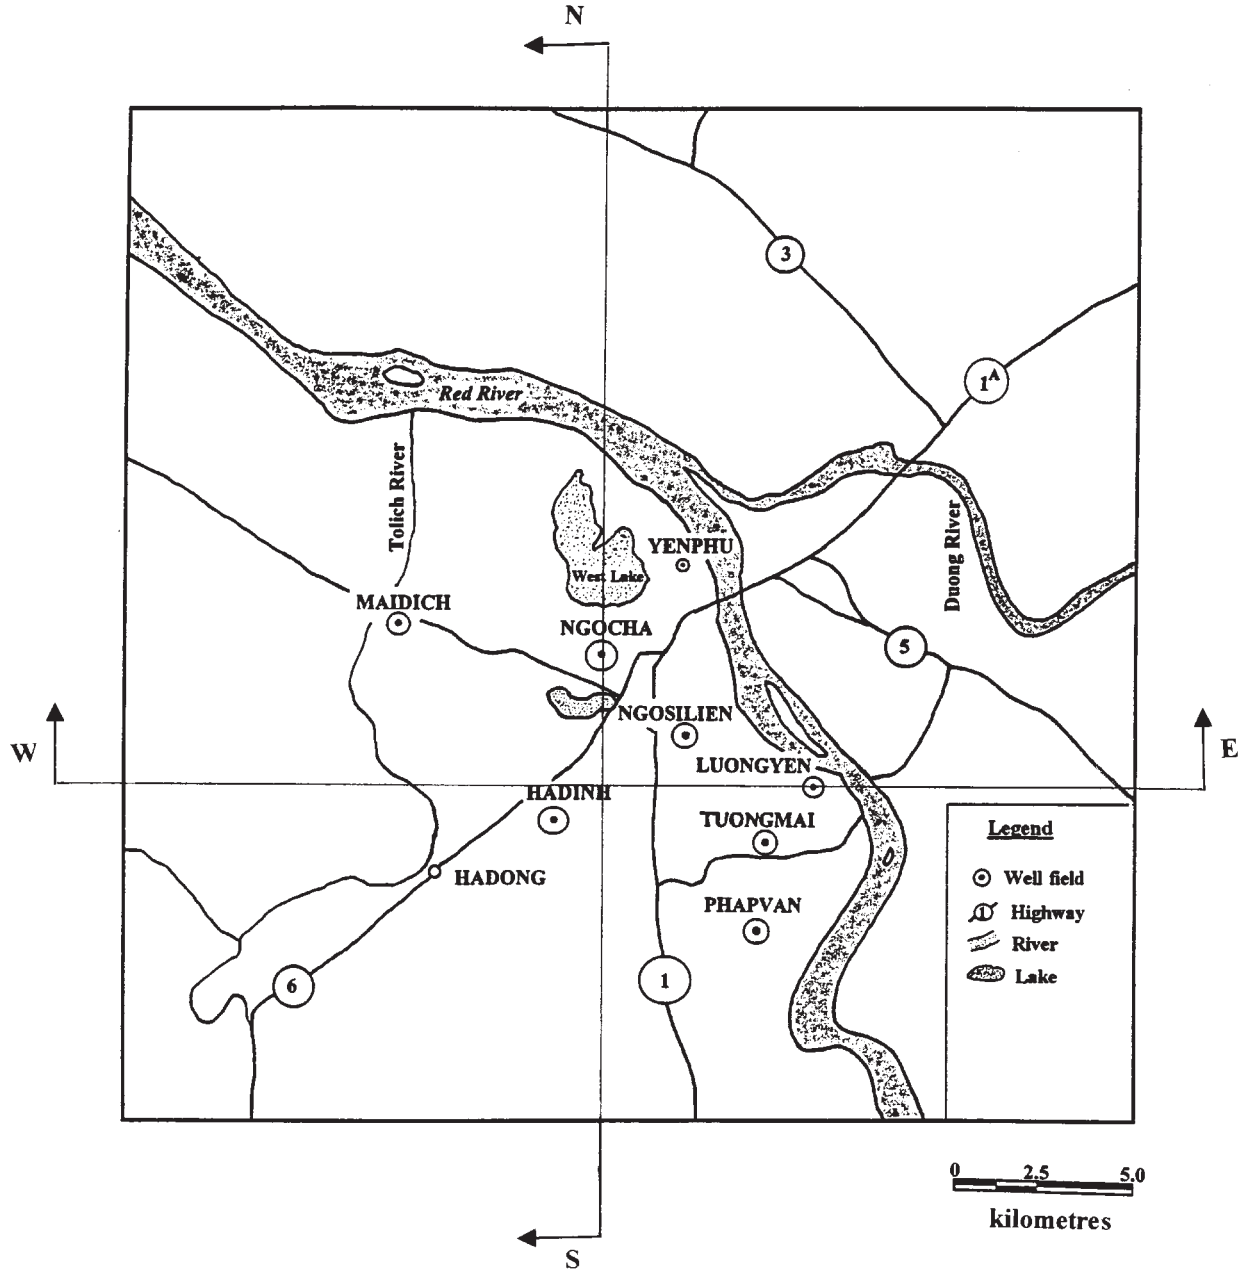 N
3
1A
Red River
Tolich River
YENPHU
West Lake
Duong River
MAIDICH
NGOCHA
5
NGOSILIEN
W
E
LUONGYEN
HADINH
TUONGMAI
HADONG
PHAPVAN
6
1
Legend
Well field
1 Highway
River
Lake
0 2.5 5.0
kilometres
S